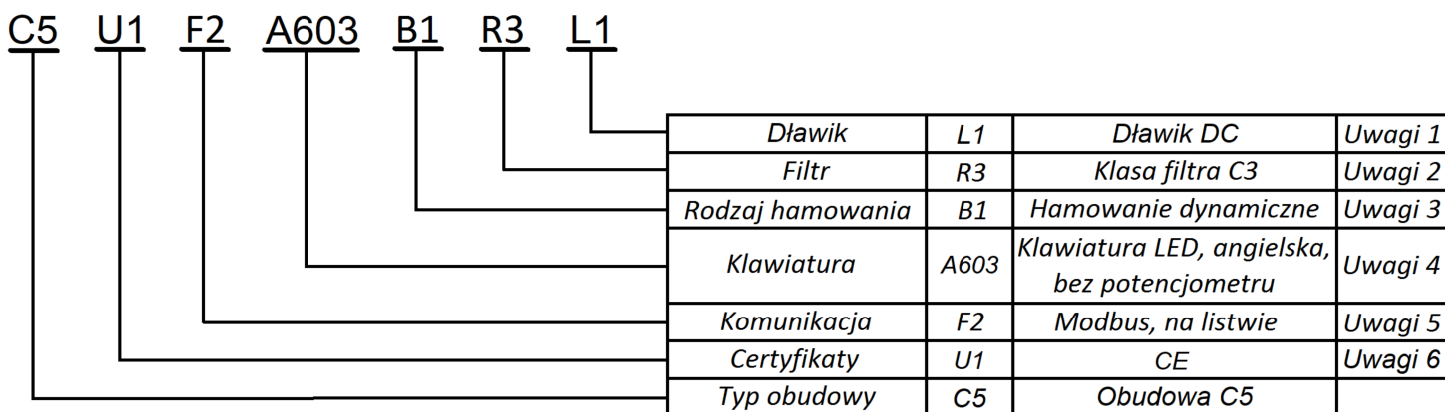 C5 U1 F2 A603 B1 R3 L1
Dławik L1 Dławik DC Uwagi 1
Filtr R3 Klasa filtra C3 Uwagi 2
Rodzaj hamowania B1 Hamowanie dynamiczne Uwagi 3
Klawiatura A603 Klawiatura LED, angielska, bez potencjometru Uwagi 4
Komunikacja F2 Modbus, na listwie Uwagi 5
Certyfikaty U1 CE Uwagi 6
Typ obudowy C5 Obudowa C5